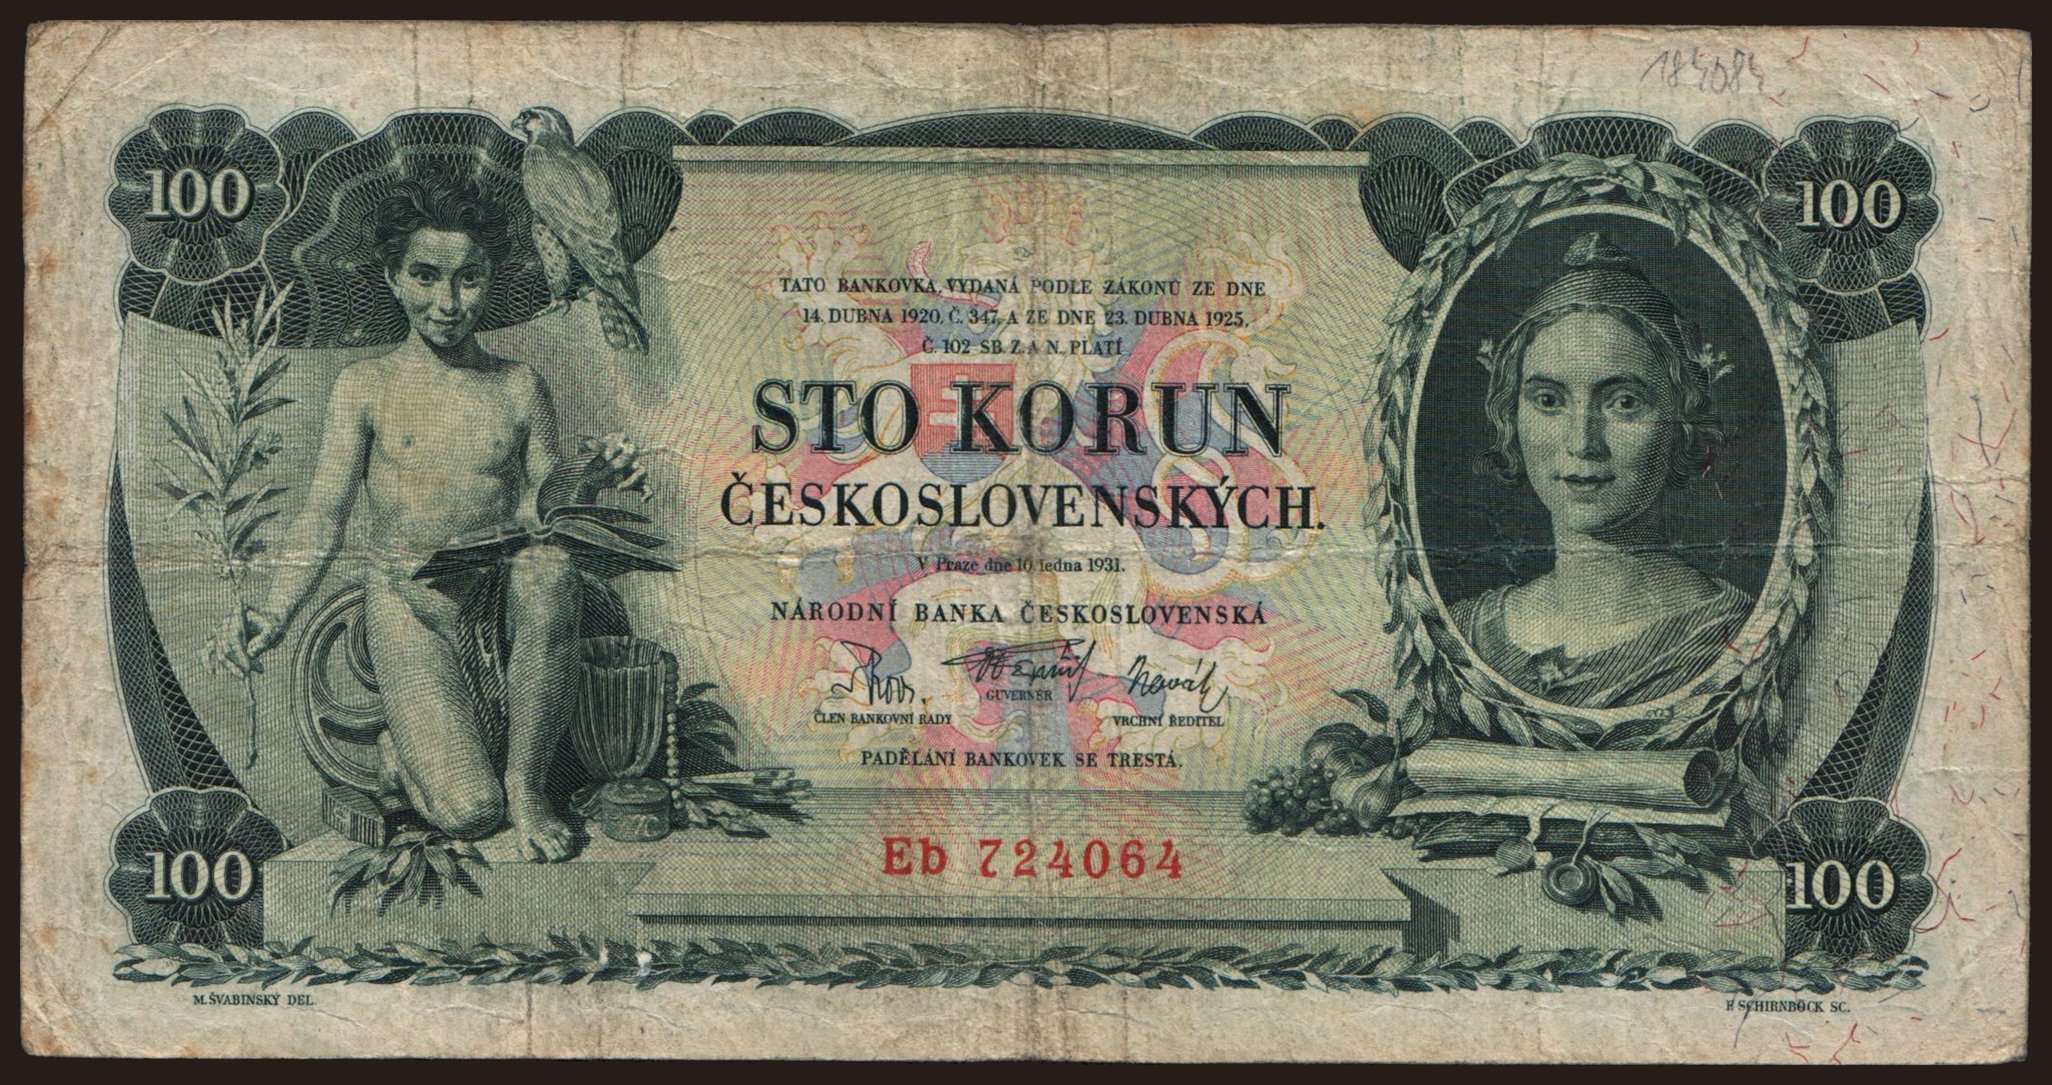 184084
100
100
TATO BANKOVKA, VYDANÁ PODLE ZÁKONŮ ZE DNE
14. DUBNA 1920, Č. 347, A ZE DNE 23. DUBNA 1925,
Č. 102 SB. Z. A N., PLATÍ
STO KORUN
ČESKOSLOVENSKÝCH.
V Praze dne 10. ledna 1931.
NÁRODNÍ BANKA ČESKOSLOVENSKÁ
Novák
GUVERNÉR
ČLEN BANKOVNÍ RADY
VRCHNÍ ŘEDITEL
PADĚLÁNÍ BANKOVEK SE TRESTÁ.
Eb 724064
100
100
M. ŠVABINSKÝ DEL.
F. SCHIRNBÖCK SC.